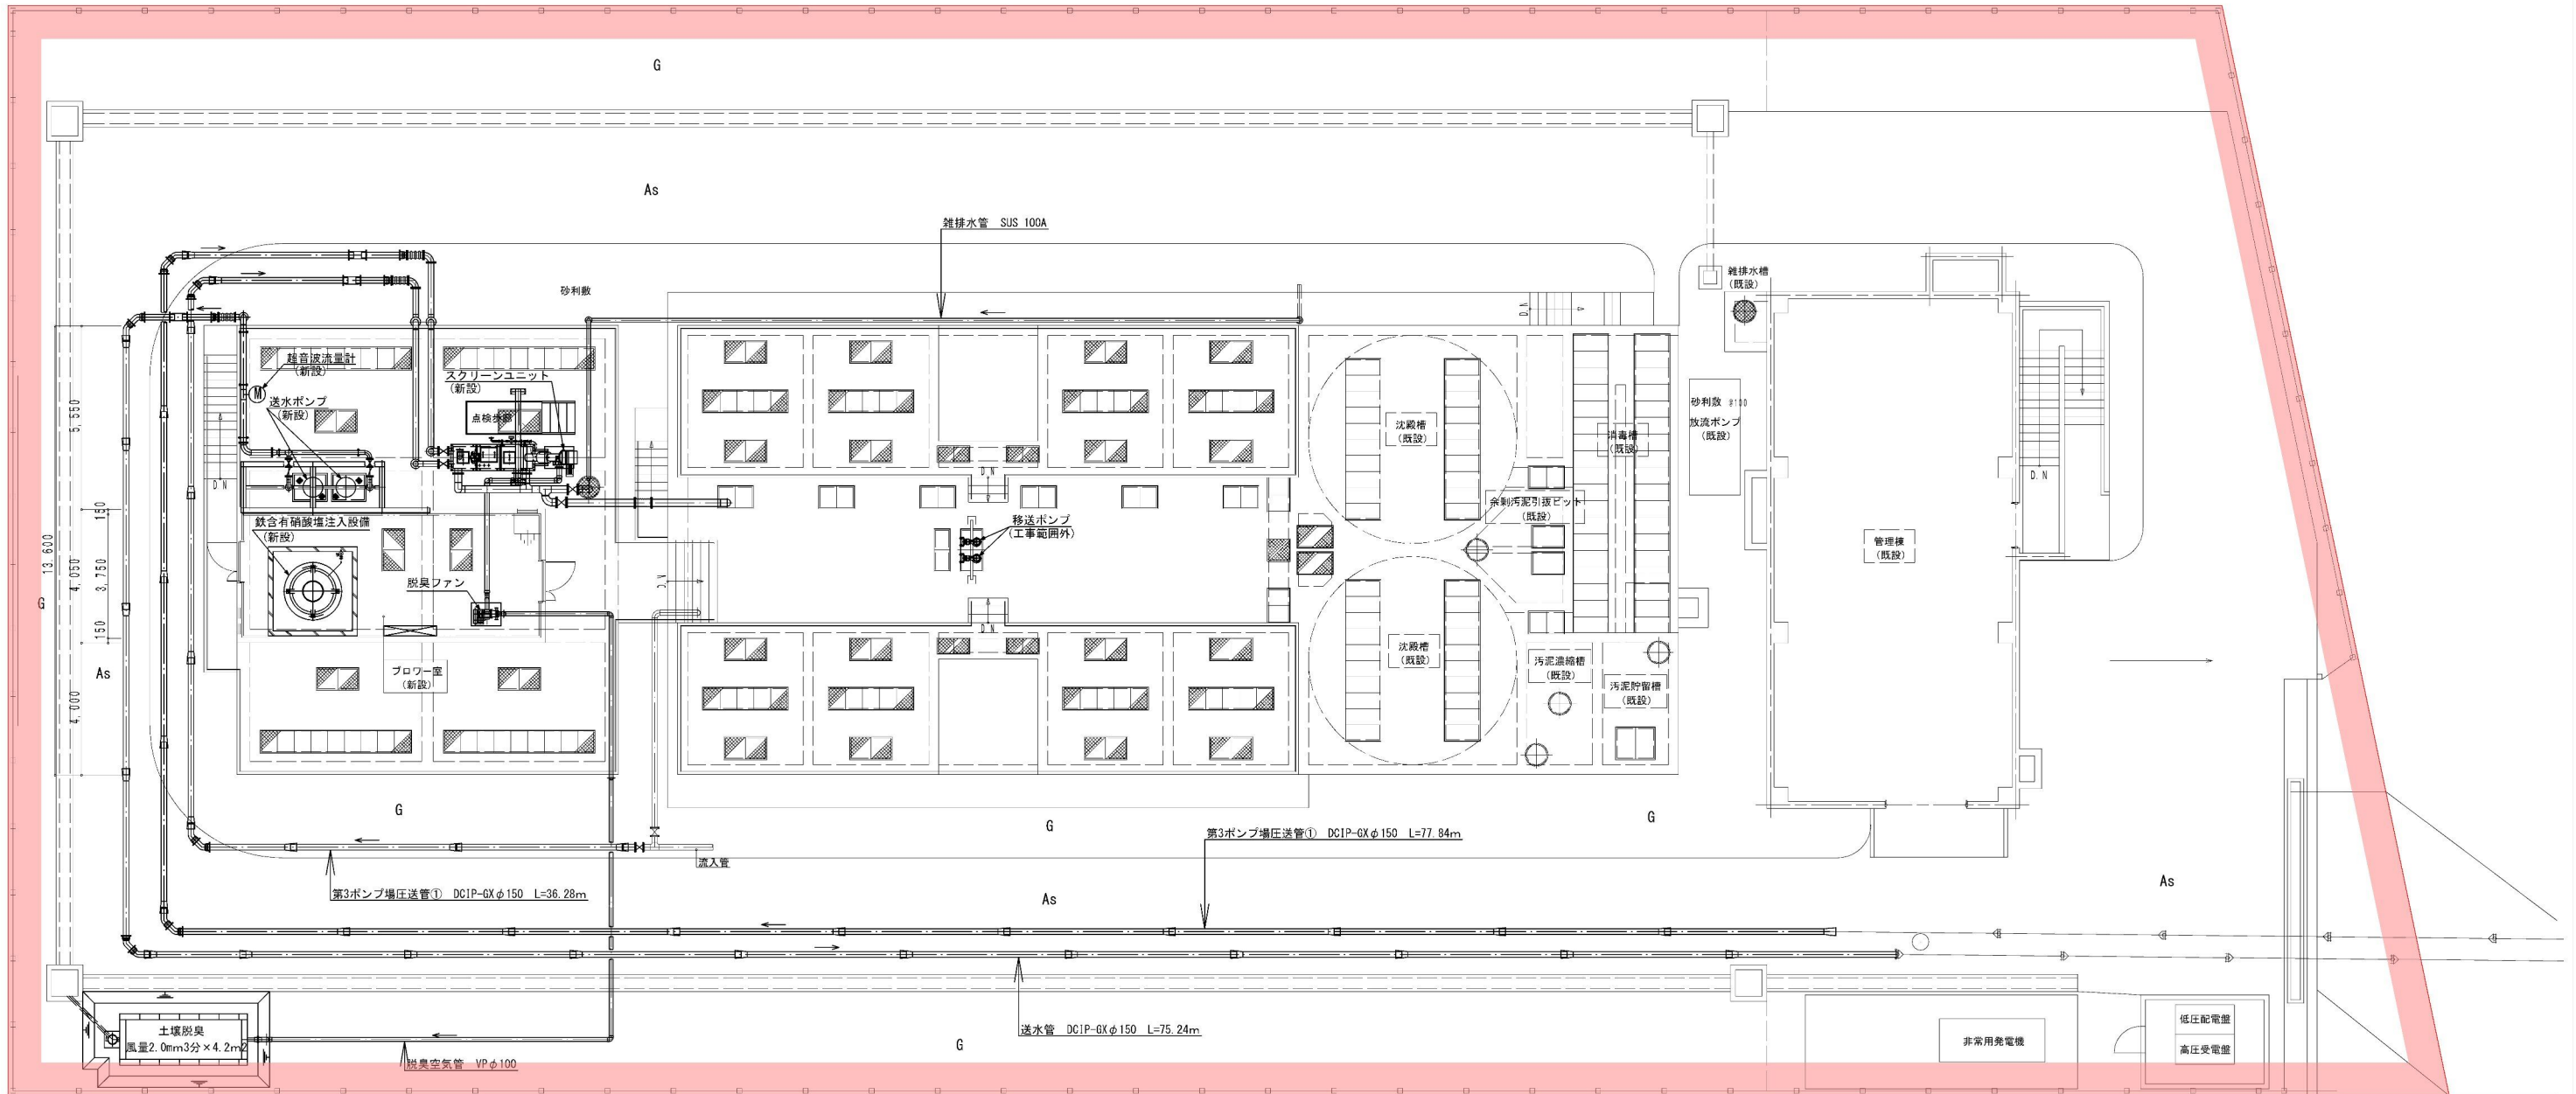 G
As
雑排水管 SUS 100A
砂利敷
雑排水槽
(既設)
超音波流量計
(新設)
送水ポンプ
(新設)
スクリーンユニット
(新設)
点検歩廊
D.N
D.N
D.N
D.N
D.N
D.N
沈殿槽
(既設)
消毒槽
(既設)
砂利敷 #100
放流ポンプ
(既設)
余剰汚泥引抜ピット
(既設)
移送ポンプ
(工事範囲外)
管理棟
(既設)
鉄含有硝酸塩注入設備
(新設)
脱臭ファン
ブロワー室
(新設)
沈殿槽
(既設)
汚泥濃縮槽
(既設)
汚泥貯留槽
(既設)
5,550
150
13,600
4,050
3,750
150
4,000
G
As
M
G
G
G
流入管
第3ポンプ場圧送管① DCIP-GXφ150 L=77.84m
第3ポンプ場圧送管① DCIP-GXφ150 L=36.28m
As
As
送水管 DCIP-GXφ150 L=75.24m
G
土壌脱臭
風量2.0mm3分×4.2m2
脱臭空気管 VPφ100
非常用発電機
低圧配電盤
高圧受電盤